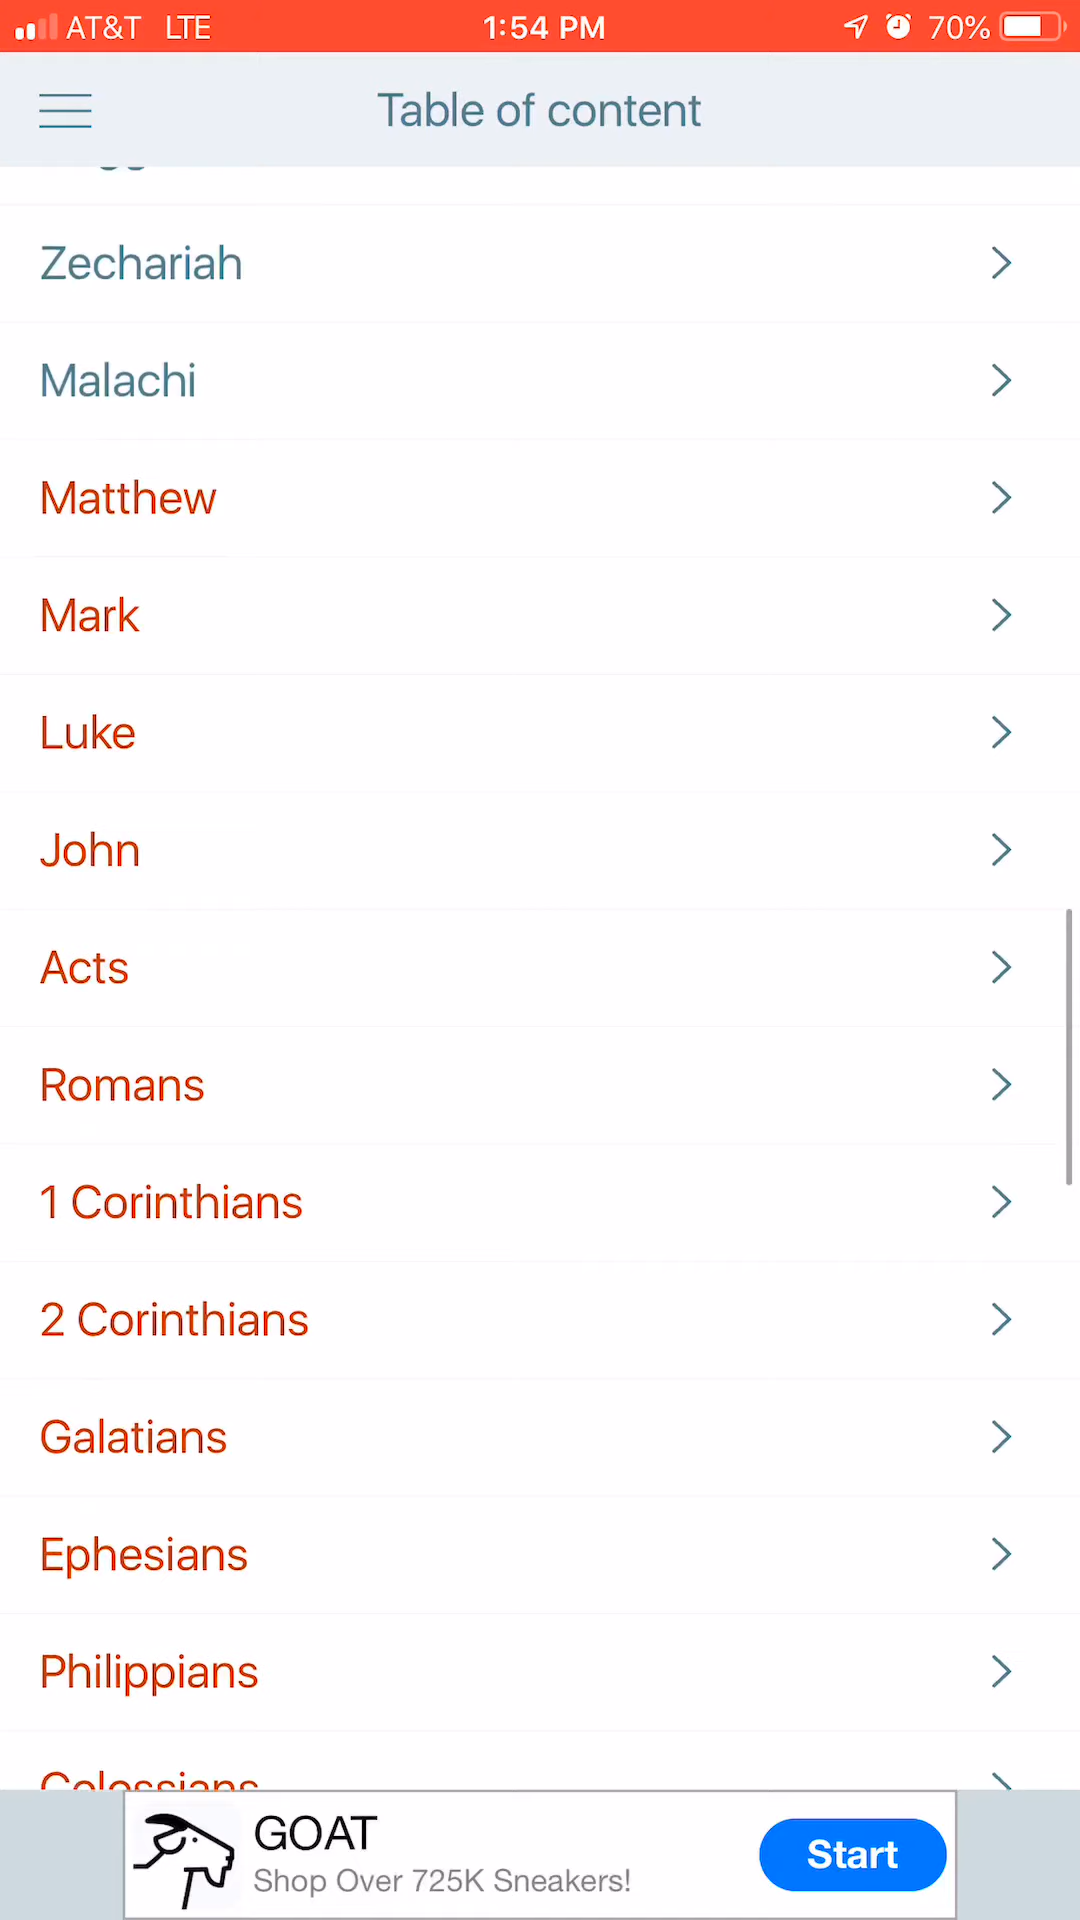 AT&T LTE 1:54 PM 70%
Table of content
Zechariah
Malachi
Matthew
Mark
Luke
John
Acts
Romans
1 Corinthians
2 Corinthians
Galatians
Ephesians
Philippians
Colossians
GOAT
Shop Over 725K Sneakers!
Start